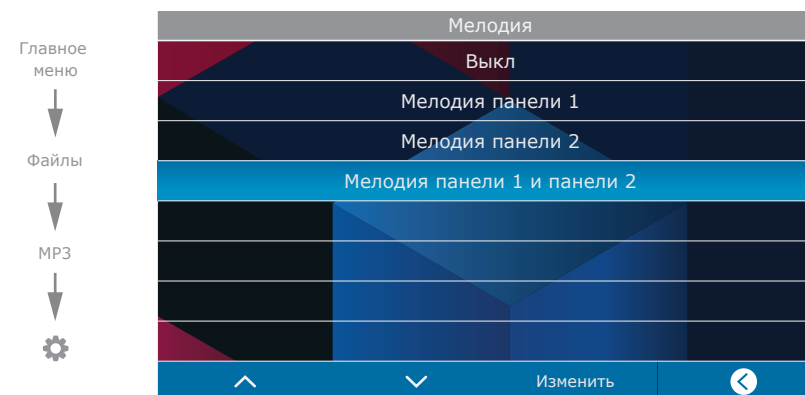 Главное
меню
Файлы
MP3
Мелодия
Выкл
Мелодия панели 1
Мелодия панели 2
Мелодия панели 1 и панели 2
Изменить